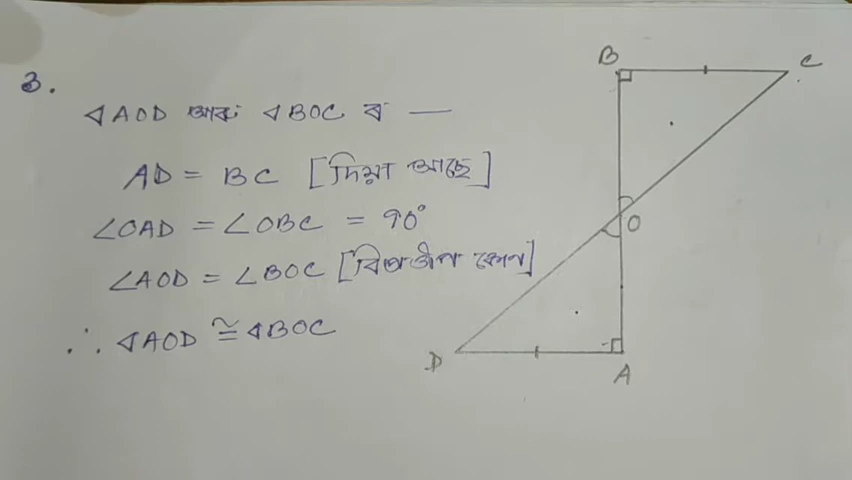 3.
∆AOD আৰু ∆BOC ৰ —
AD = BC [দিয়া আছে]
∠OAD = ∠OBC = 90°
∠AOD = ∠BOC [বিপ্ৰতীপ কোণ]
∴ ∆AOD ≅ ∆BOC
B
C
O
D
A